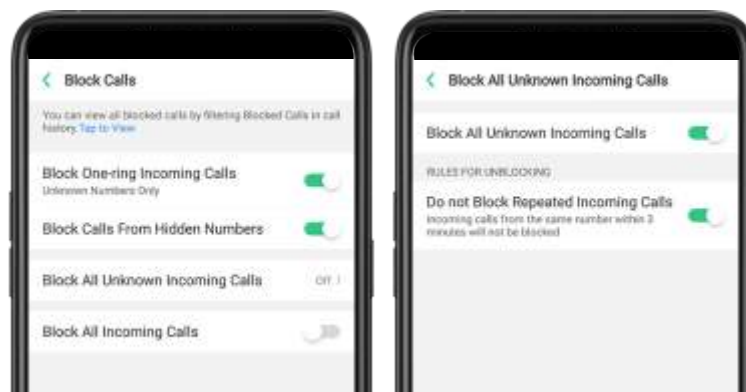 Block Calls
You can view all blocked calls by filtering Blocked Calls in call
history.Tap to View
Block One-ring Incoming Calls
Unknown Numbers Only
Block Calls From Hidden Numbers
Block All Unknown Incoming Calls
Off
Block All Incoming Calls
Block All Unknown Incoming Calls
Block All Unknown Incoming Calls
RULES FOR UNBLOCKING
Do not Block Repeated Incoming Calls
Incoming calls from the same number within 3
minutes will not be blocked